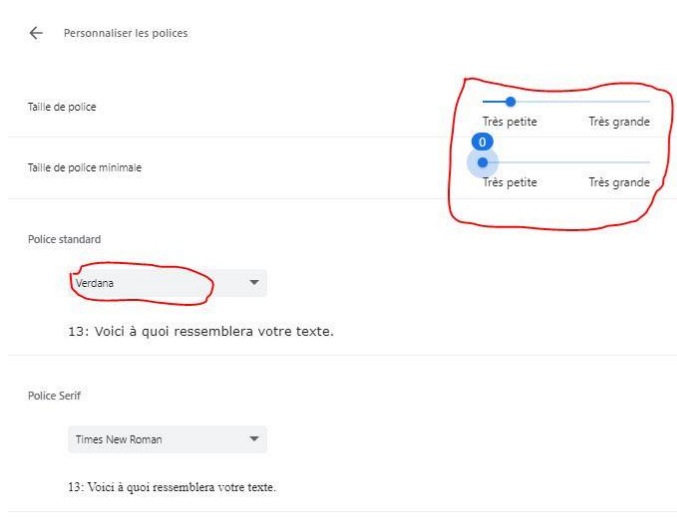 Personnaliser les polices
Taille de police
Très petite Très grande
0
Taille de police minimale
Très petite Très grande
Police standard
Verdana
13: Voici à quoi ressemblera votre texte.
Police Serif
Times New Roman
13: Voici à quoi ressemblera votre texte.